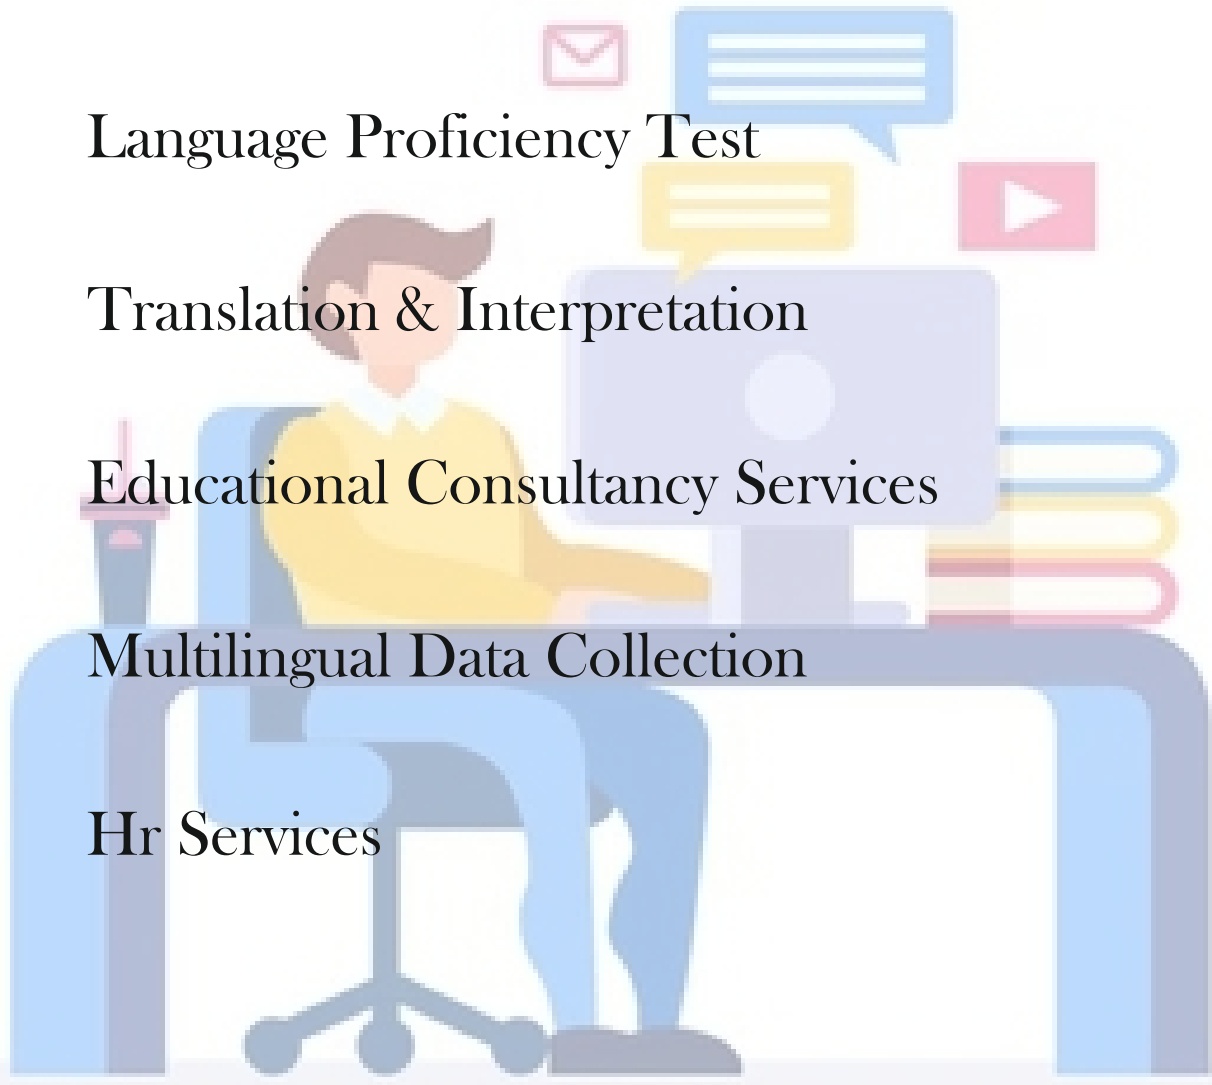 Language Proficiency Test
Translation & Interpretation
Educational Consultancy Services
Multilingual Data Collection
Hr Services